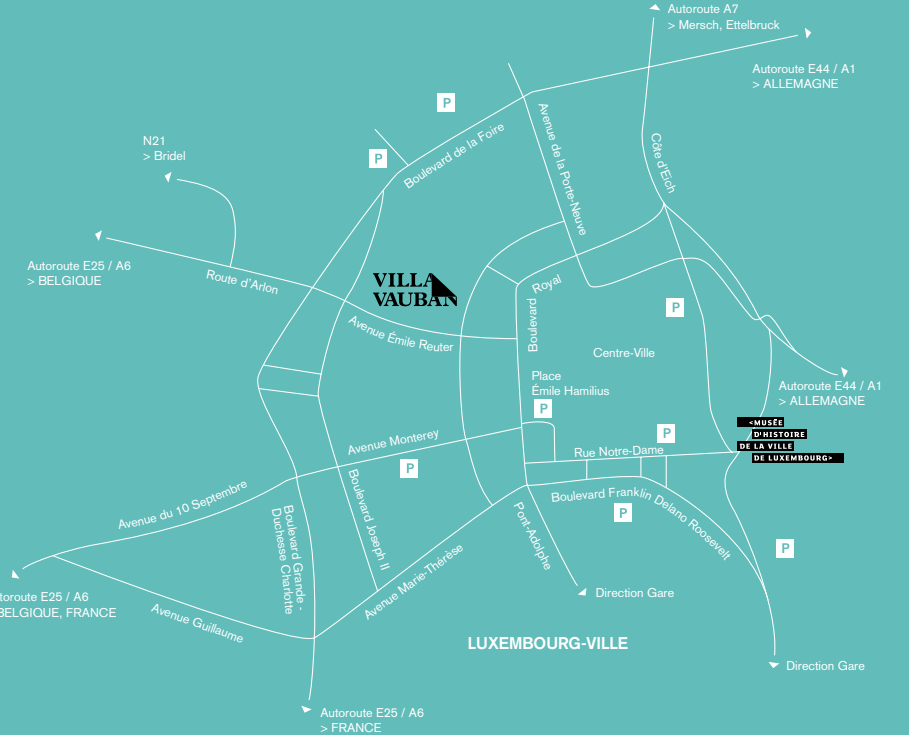 Autoroute A7
> Mersch, Ettelbruck
Autoroute E44 / A1
> ALLEMAGNE
P
P
N21
> Bridel
Boulevard de la Foire
Avenue de la Porte-Neuve
Côte d'Eich
Autoroute E25 / A6
> BELGIQUE
Route d'Arlon
VILLA
VAUBAN
Avenue Émile Reuter
Boulevard
Royal
P
Centre-Ville
Place
Émile Hamilius
P
Autoroute E44 / A1
> ALLEMAGNE
<MUSÉE
D'HISTOIRE
DE LA VILLE
DE LUXEMBOURG>
P
Rue Notre-Dame
Avenue Monterey
P
Avenue du 10 Septembre
Boulevard Grande -
Duchesse Charlotte
Boulevard Joseph II
Boulevard Franklin Delano Roosevelt
P
Pont-Adolphe
P
Avenue Marie-Thérèse
Direction Gare
toroute E25 / A6
BELGIQUE, FRANCE
Avenue Guillaume
LUXEMBOURG-VILLE
Direction Gare
Autoroute E25 / A6
> FRANCE